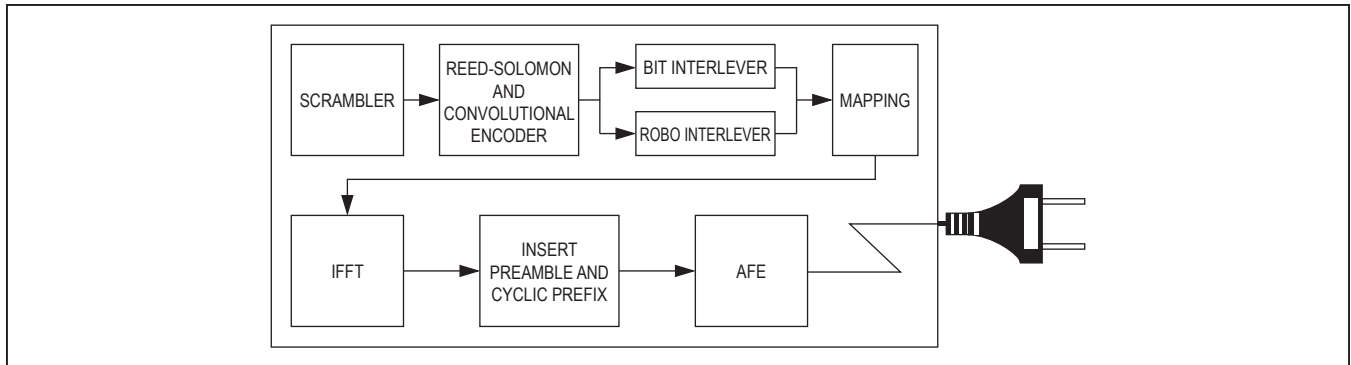 SCRAMBLER
REED-SOLOMON
AND
CONVOLUTIONAL
ENCODER
BIT INTERLEVER
ROBO INTERLEVER
MAPPING
IFFT
INSERT
PREAMBLE AND
CYCLIC PREFIX
AFE